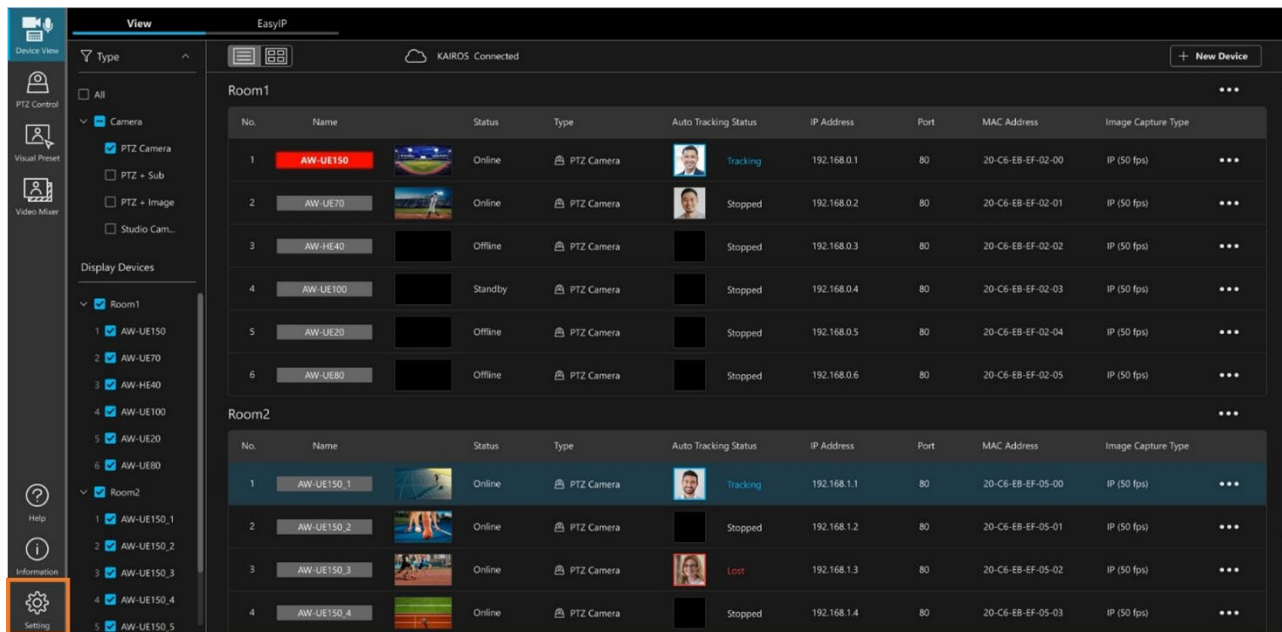 View
EasyIP
Device View
PTZ Control
Visual Preset
Video Mixer
Help
Information
Setting
Type
All
Camera
PTZ Camera
PTZ + Sub
PTZ + Image
Studio Cam...
Display Devices
Room1
1 AW-UE150
2 AW-UE70
3 AW-HE40
4 AW-UE100
5 AW-UE20
6 AW-UE80
Room2
1 AW-UE150_1
2 AW-UE150_2
3 AW-UE150_3
4 AW-UE150_4
5 AW-UE150_5
KAIROS Connected
+ New Device
Room1
No. Name Status Type Auto Tracking Status IP Address Port MAC Address Image Capture Type
1 AW-UE150 Online PTZ Camera Tracking 192.168.0.1 80 20-C6-EB-EF-02-00 IP (50 fps)
2 AW-UE70 Online PTZ Camera Stopped 192.168.0.2 80 20-C6-EB-EF-02-01 IP (50 fps)
3 AW-HE40 Offline PTZ Camera Stopped 192.168.0.3 80 20-C6-EB-EF-02-02 IP (50 fps)
4 AW-UE100 Standby PTZ Camera Stopped 192.168.0.4 80 20-C6-EB-EF-02-03 IP (50 fps)
5 AW-UE20 Offline PTZ Camera Stopped 192.168.0.5 80 20-C6-EB-EF-02-04 IP (50 fps)
6 AW-UE80 Offline PTZ Camera Stopped 192.168.0.6 80 20-C6-EB-EF-02-05 IP (50 fps)
Room2
No. Name Status Type Auto Tracking Status IP Address Port MAC Address Image Capture Type
1 AW-UE150_1 Online PTZ Camera Tracking 192.168.1.1 80 20-C6-EB-EF-05-00 IP (50 fps)
2 AW-UE150_2 Online PTZ Camera Stopped 192.168.1.2 80 20-C6-EB-EF-05-01 IP (50 fps)
3 AW-UE150_3 Online PTZ Camera Lost 192.168.1.3 80 20-C6-EB-EF-05-02 IP (50 fps)
4 AW-UE150_4 Online PTZ Camera Stopped 192.168.1.4 80 20-C6-EB-EF-05-03 IP (50 fps)